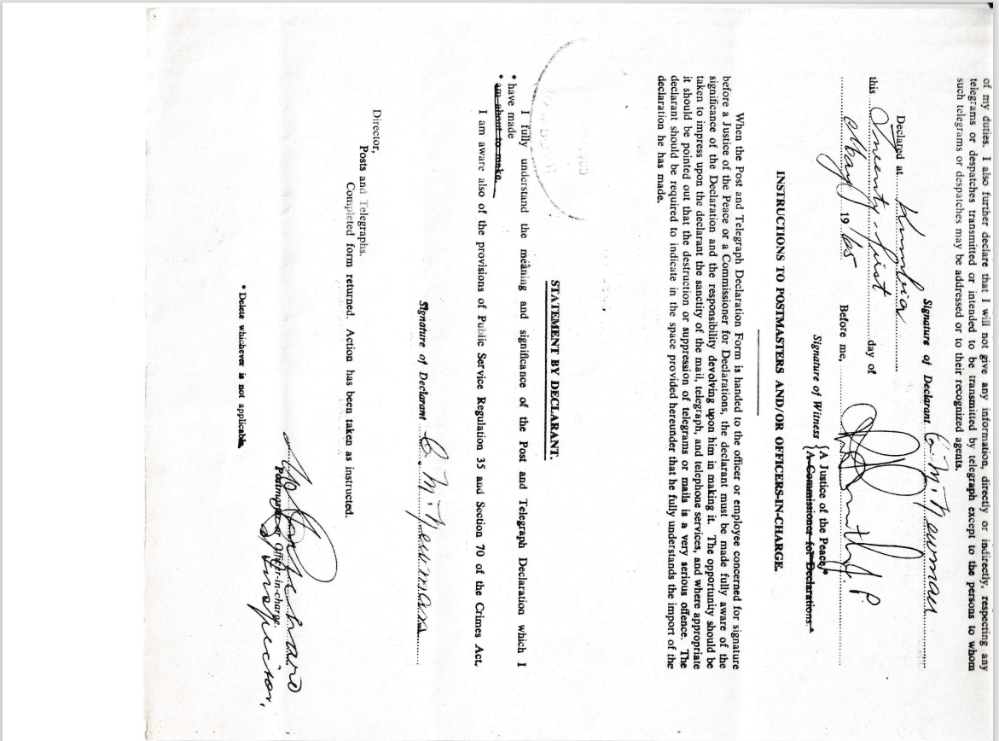 of my duties. I also further declare that I will not give any information, directly or indirectly, respecting any
telegrams or despatches transmitted or intended to be transmitted by telegraph except to the persons to whom
such telegrams or despatches may be addressed or to their recognized agents.
Signature of Declarant C. M. Newman
Declared at
this Twenty-first day of
May 1965 Before me, J P
Signature of Witness {A Justice of the Peace,*
{A Commissioner for Declarations.*
INSTRUCTIONS TO POSTMASTERS AND/OR OFFICERS-IN-CHARGE.
When the Post and Telegraph Declaration Form is handed to the officer or employee concerned for signature
before a Justice of the Peace or a Commissioner for Declarations, the declarant must be made fully aware of the
significance of the Declaration and the responsibility devolving upon him in making it. The opportunity should be
taken to impress upon the declarant the sanctity of the mail, telegraph, and telephone services, and where appropriate
it should be pointed out that the destruction or suppression of telegrams or mails is a very serious offence. The
declarant should be required to indicate in the space provided hereunder that he fully understands the import of the
declaration he has made.
STATEMENT BY DECLARANT.
I fully understand the meaning and significance of the Post and Telegraph Declaration which I
* have made
* am about to make.
I am aware also of the provisions of Public Service Regulation 35 and Section 70 of the Crimes Act.
Signature of Declarant C. M. Newman
Director,
Posts and Telegraphs.
Completed form returned. Action has been taken as instructed.
Postmaster or Officer-in-charge.
Inspector,
* Delete whichever is not applicable.